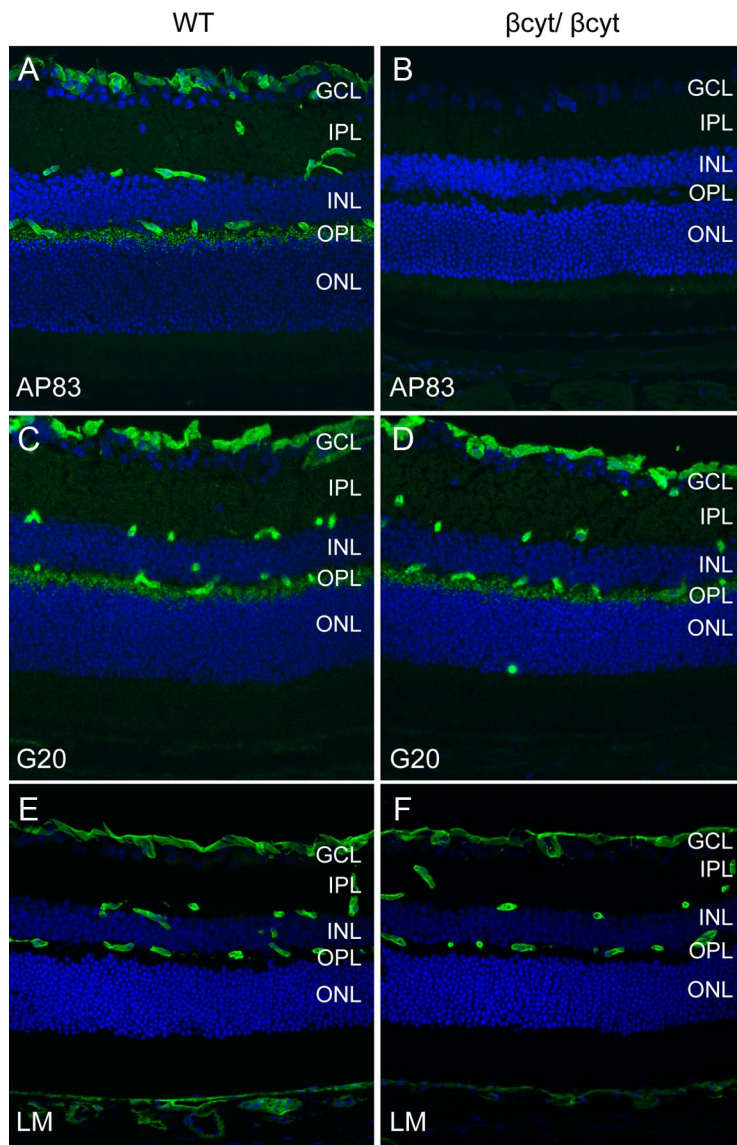 WT
βcyt/ βcyt
A
GCL
IPL
INL
OPL
ONL
AP83
B
GCL
IPL
INL
OPL
ONL
AP83
C
GCL
IPL
INL
OPL
ONL
G20
D
GCL
IPL
INL
OPL
ONL
G20
E
GCL
IPL
INL
OPL
ONL
LM
F
GCL
IPL
INL
OPL
ONL
LM